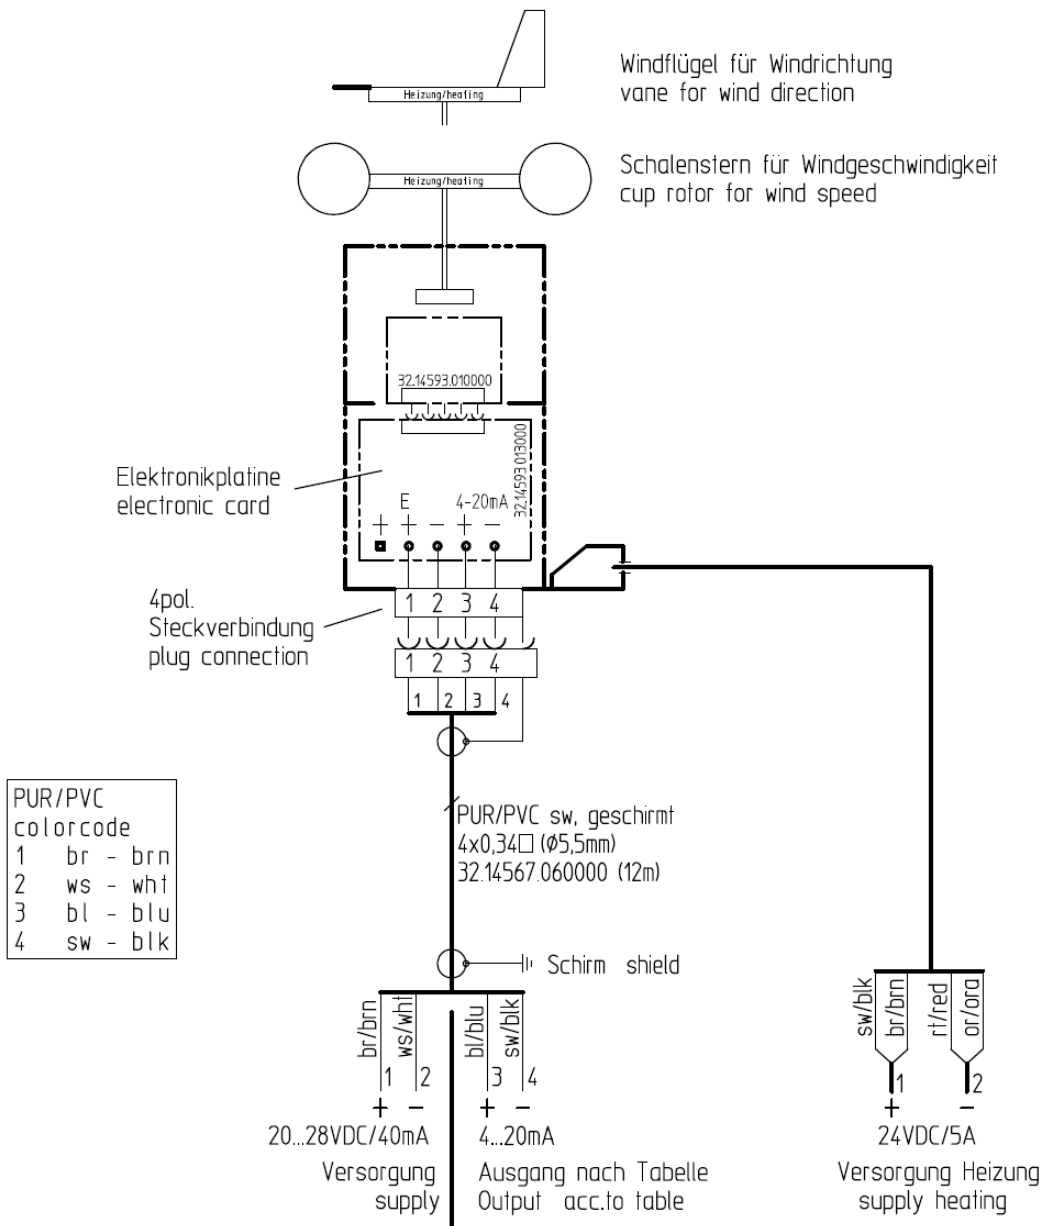 Windflügel für Windrichtung
vane for wind direction
Heizung/heating
Schalenstern für Windgeschwindigkeit
cup rotor for wind speed
Heizung/heating
32.14593.010000
32.14593.013000
Elektronikplatine
electronic card
E 4-20mA
+ + − + −
4pol.
Steckverbindung
plug connection
1 2 3 4
1 2 3 4
1 2 3 4
PUR/PVC
colorcode
1 br - brn
2 ws - wht
3 bl - blu
4 sw - blk
PUR/PVC sw, geschirmt
4x0,34□ (Ø5,5mm)
32.14567.060000 (12m)
Schirm shield
br/brn
ws/wht
bl/blu
sw/blk
1 2 3 4
+ − + −
20...28VDC/40mA
4...20mA
Versorgung
supply
Ausgang nach Tabelle
Output acc.to table
sw/blk
br/brn
rt/red
or/ora
1 2
+ −
24VDC/5A
Versorgung Heizung
supply heating